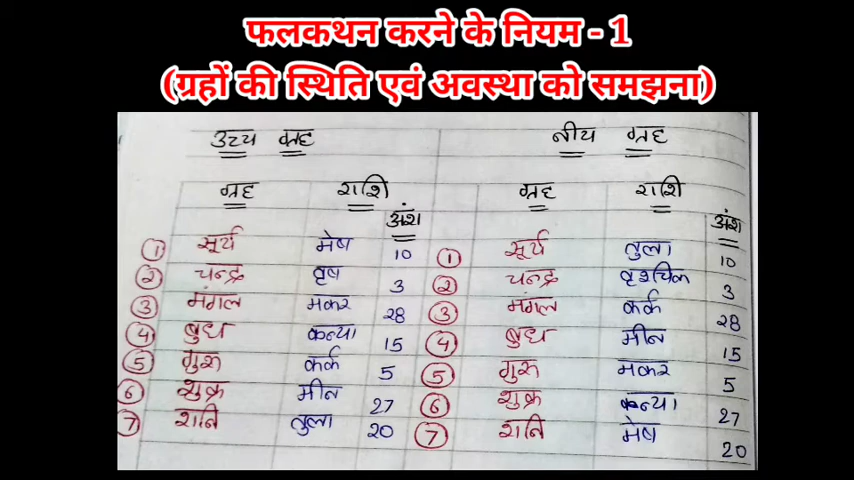 फलकथन करने के नियम - 1
(ग्रहों की स्थिति एवं अवस्था को समझना)
उच्च ग्रह नीच ग्रह
ग्रह राशि अंश ग्रह राशि अंश
1 सूर्य मेष 10 1 सूर्य तुला 10
2 चन्द्र वृष 3 2 चन्द्र वृश्चिक 3
3 मंगल मकर 28 3 मंगल कर्क 28
4 बुध कन्या 15 4 बुध मीन 15
5 गुरु कर्क 5 5 गुरु मकर 5
6 शुक्र मीन 27 6 शुक्र कन्या 27
7 शनि तुला 20 7 शनि मेष 20